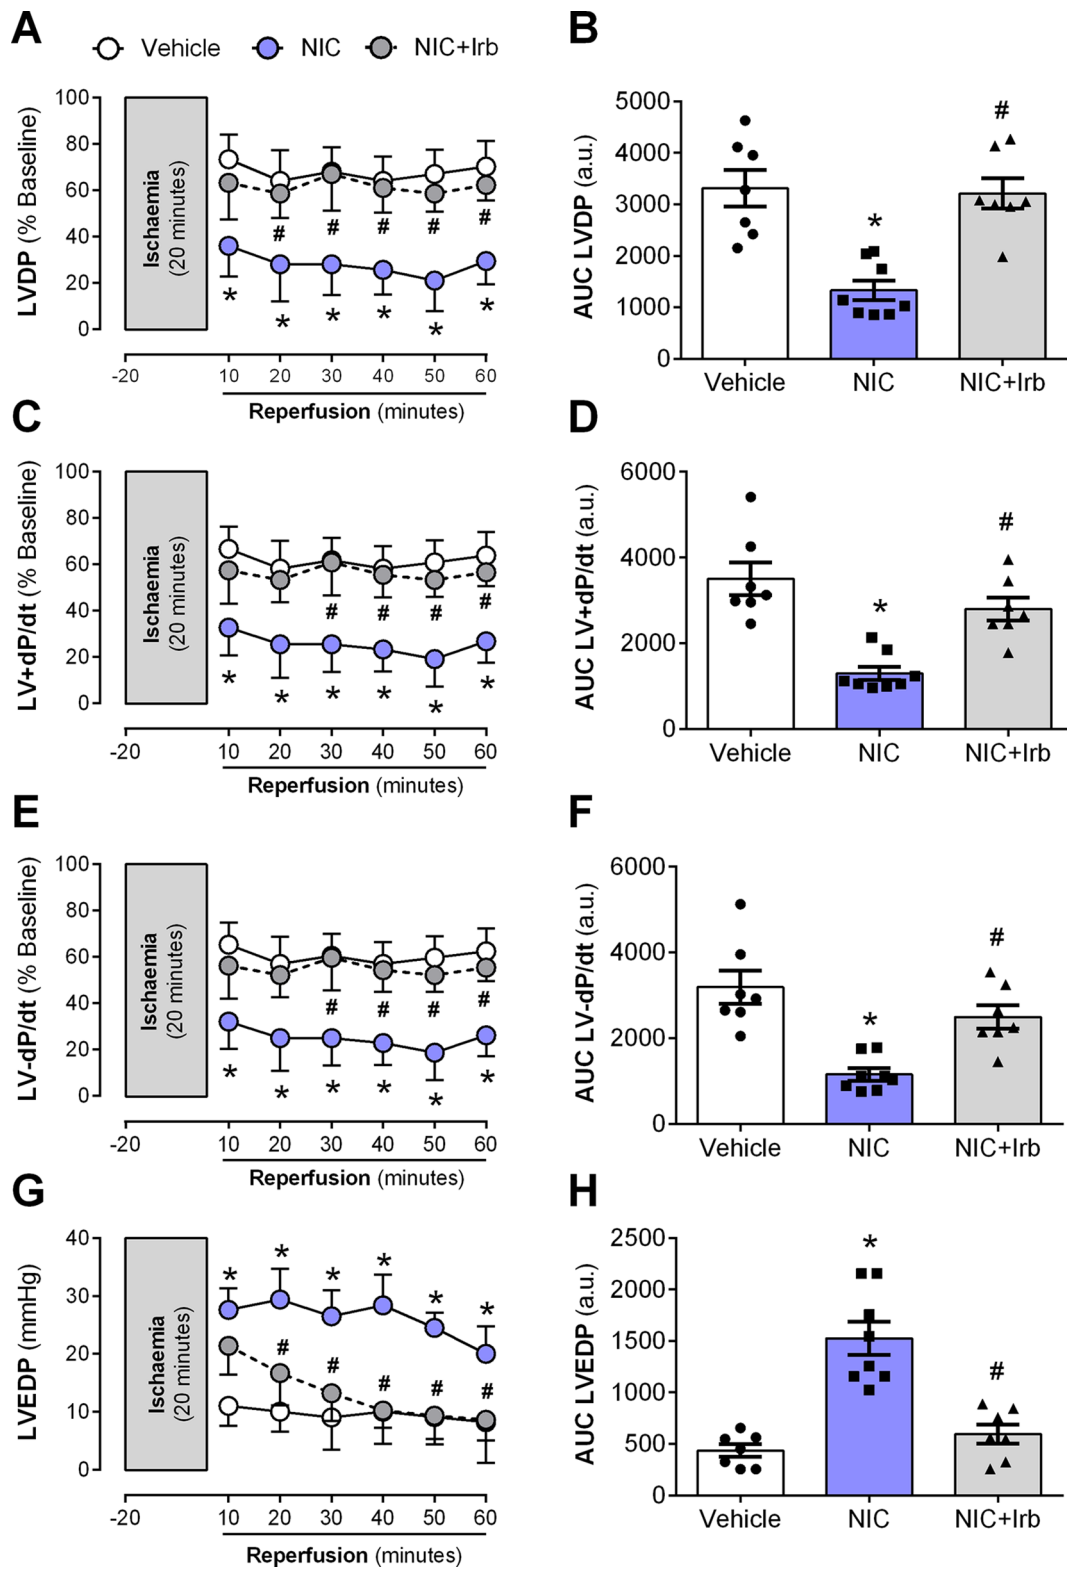 A
Vehicle
NIC
NIC+Irb
LVDP (% Baseline)
100
80
60
40
20
0
Ischaemia
(20 minutes)
# # # # #
* * * * * *
-20 10 20 30 40 50 60
Reperfusion (minutes)
B
AUC LVDP (a.u.)
5000
4000
3000
2000
1000
0
*
#
Vehicle NIC NIC+Irb
C
LV+dP/dt (% Baseline)
100
80
60
40
20
0
Ischaemia
(20 minutes)
# # # #
* * * * * *
-20 10 20 30 40 50 60
Reperfusion (minutes)
D
AUC LV+dP/dt (a.u.)
6000
4000
2000
0
*
#
Vehicle NIC NIC+Irb
E
LV-dP/dt (% Baseline)
100
80
60
40
20
0
Ischaemia
(20 minutes)
# # # #
* * * * * *
-20 10 20 30 40 50 60
Reperfusion (minutes)
F
AUC LV-dP/dt (a.u.)
6000
4000
2000
0
*
#
Vehicle NIC NIC+Irb
G
LVEDP (mmHg)
40
30
20
10
0
Ischaemia
(20 minutes)
* * * * * *
# # # # #
-20 10 20 30 40 50 60
Reperfusion (minutes)
H
AUC LVEDP (a.u.)
2500
2000
1500
1000
500
0
*
#
Vehicle NIC NIC+Irb